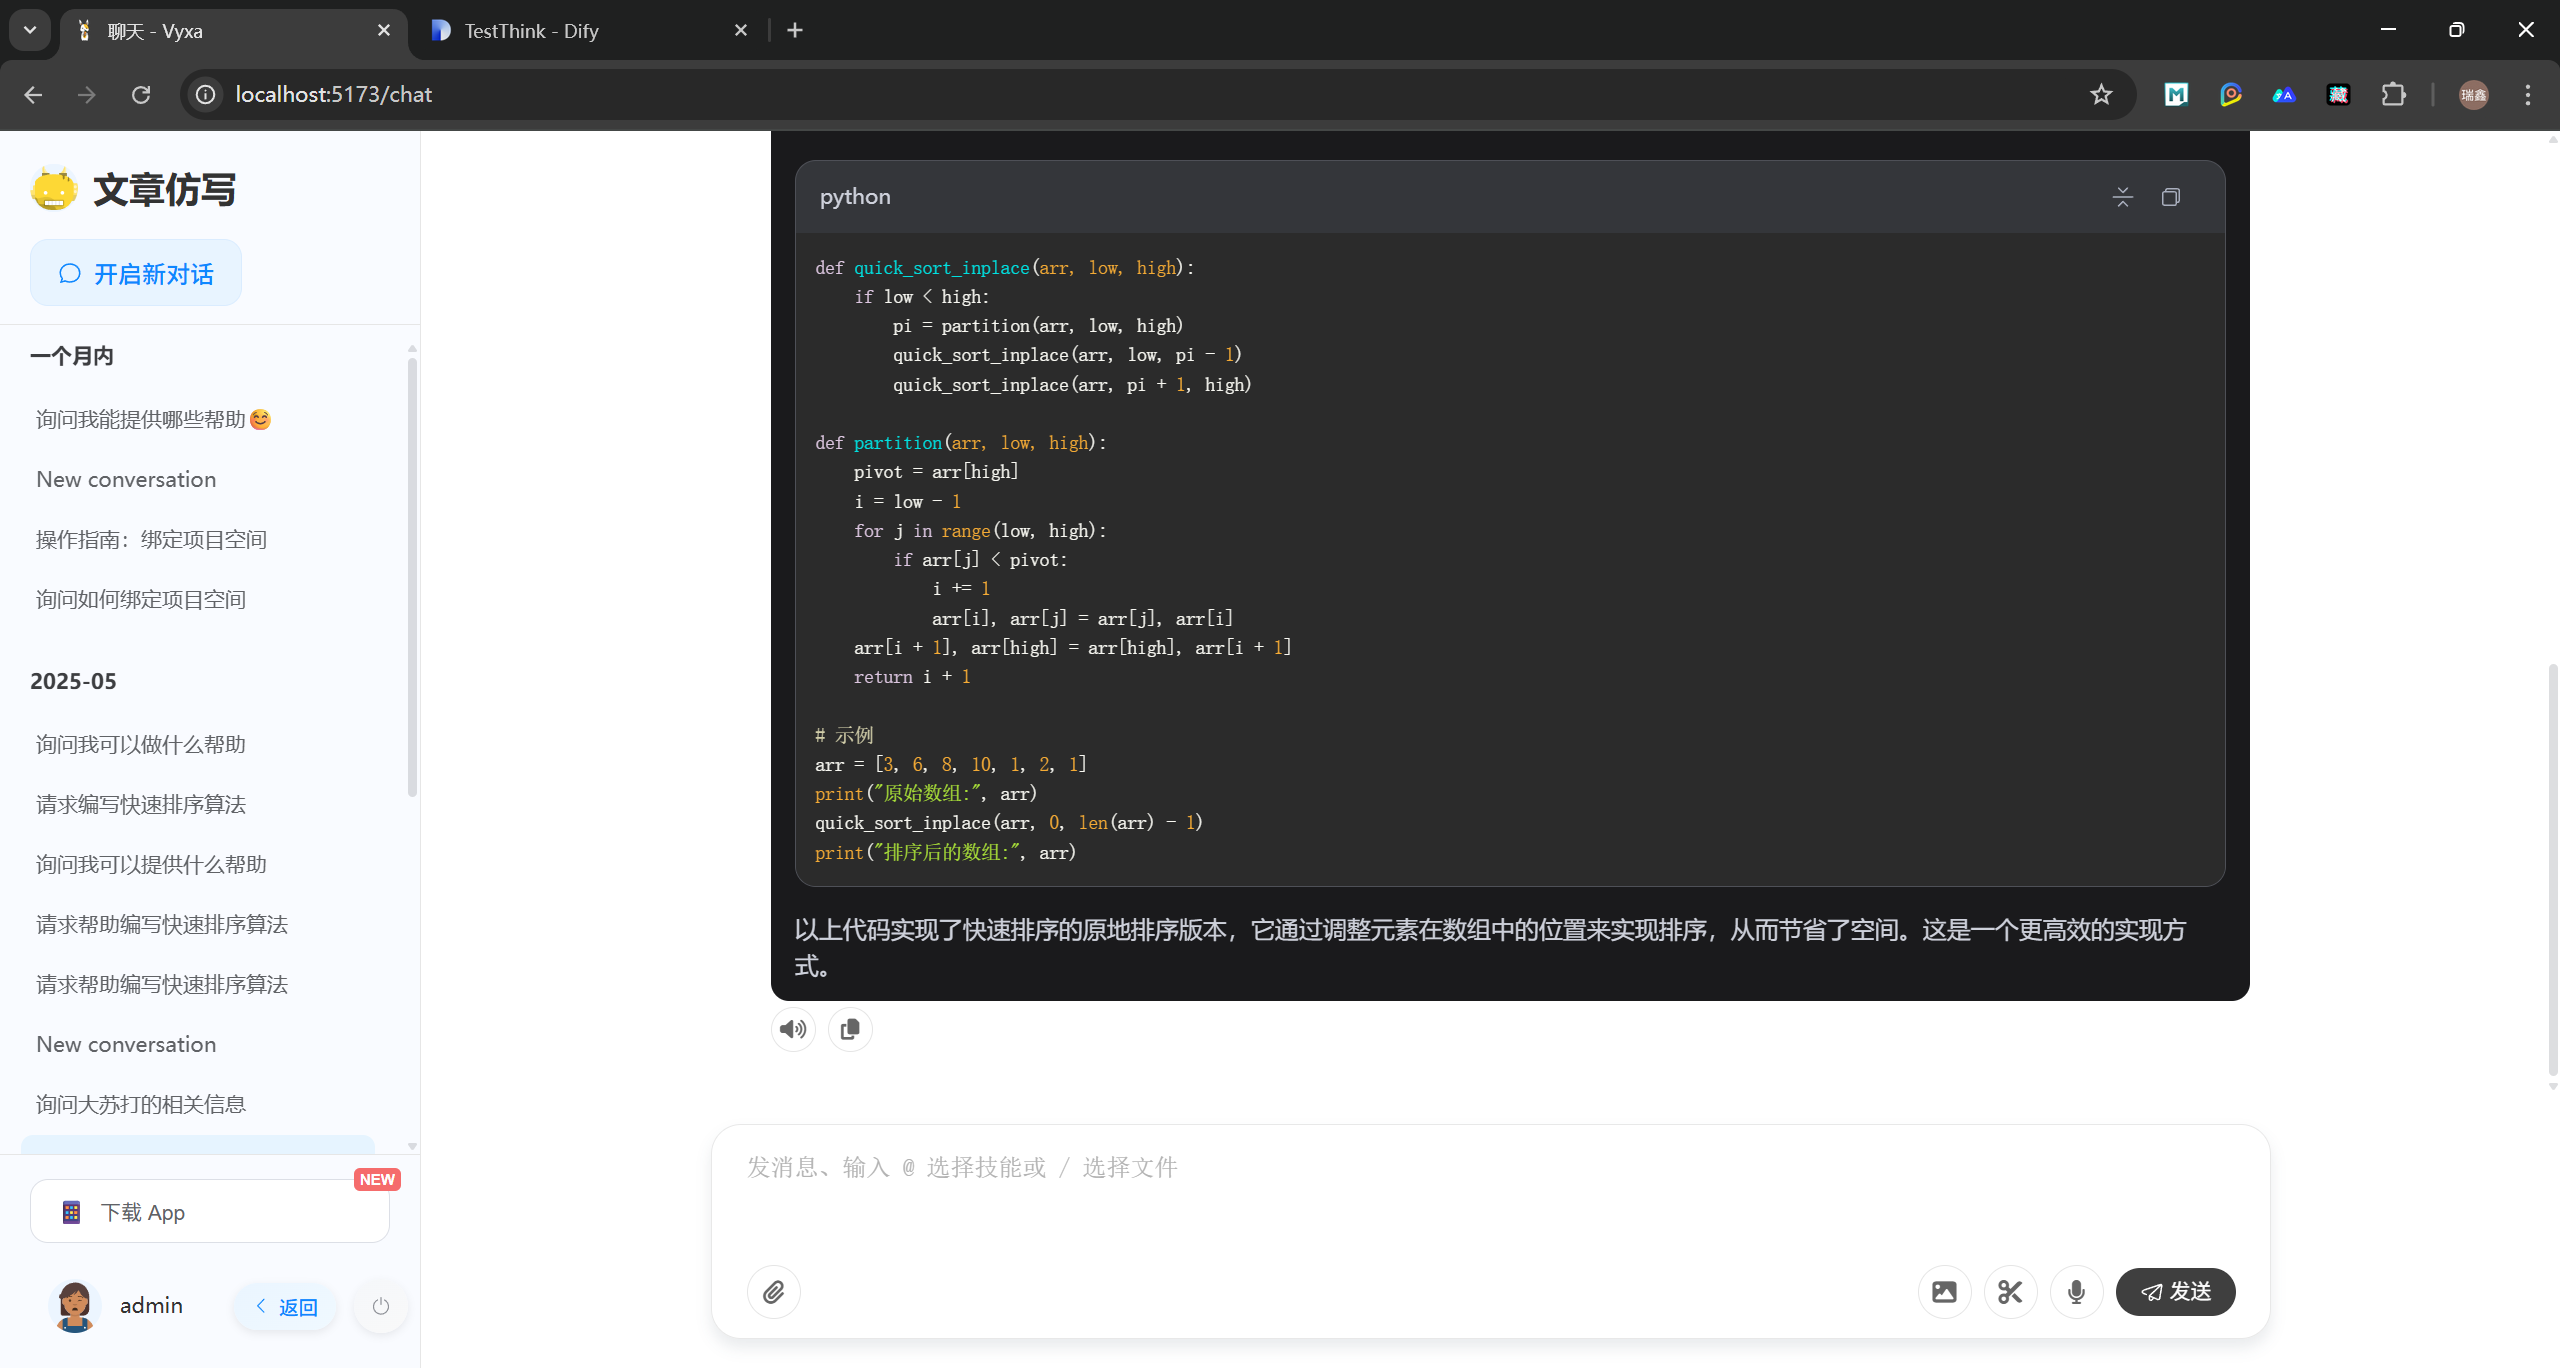 聊天 - Vyxa
TestThink - Dify
localhost:5173/chat
瑞鑫
文章仿写
开启新对话
一个月内
询问我能提供哪些帮助😊
New conversation
操作指南：绑定项目空间
询问如何绑定项目空间
2025-05
询问我可以做什么帮助
请求编写快速排序算法
询问我可以提供什么帮助
请求帮助编写快速排序算法
请求帮助编写快速排序算法
New conversation
询问大苏打的相关信息
NEW
下载 App
admin
返回
python
def quick_sort_inplace(arr, low, high):
    if low < high:
        pi = partition(arr, low, high)
        quick_sort_inplace(arr, low, pi - 1)
        quick_sort_inplace(arr, pi + 1, high)
def partition(arr, low, high):
    pivot = arr[high]
    i = low - 1
    for j in range(low, high):
        if arr[j] < pivot:
            i += 1
            arr[i], arr[j] = arr[j], arr[i]
    arr[i + 1], arr[high] = arr[high], arr[i + 1]
    return i + 1
# 示例
arr = [3, 6, 8, 10, 1, 2, 1]
print("原始数组:", arr)
quick_sort_inplace(arr, 0, len(arr) - 1)
print("排序后的数组:", arr)
以上代码实现了快速排序的原地排序版本，它通过调整元素在数组中的位置来实现排序，从而节省了空间。这是一个更高效的实现方
式。
发消息、输入 @ 选择技能或 / 选择文件
发送